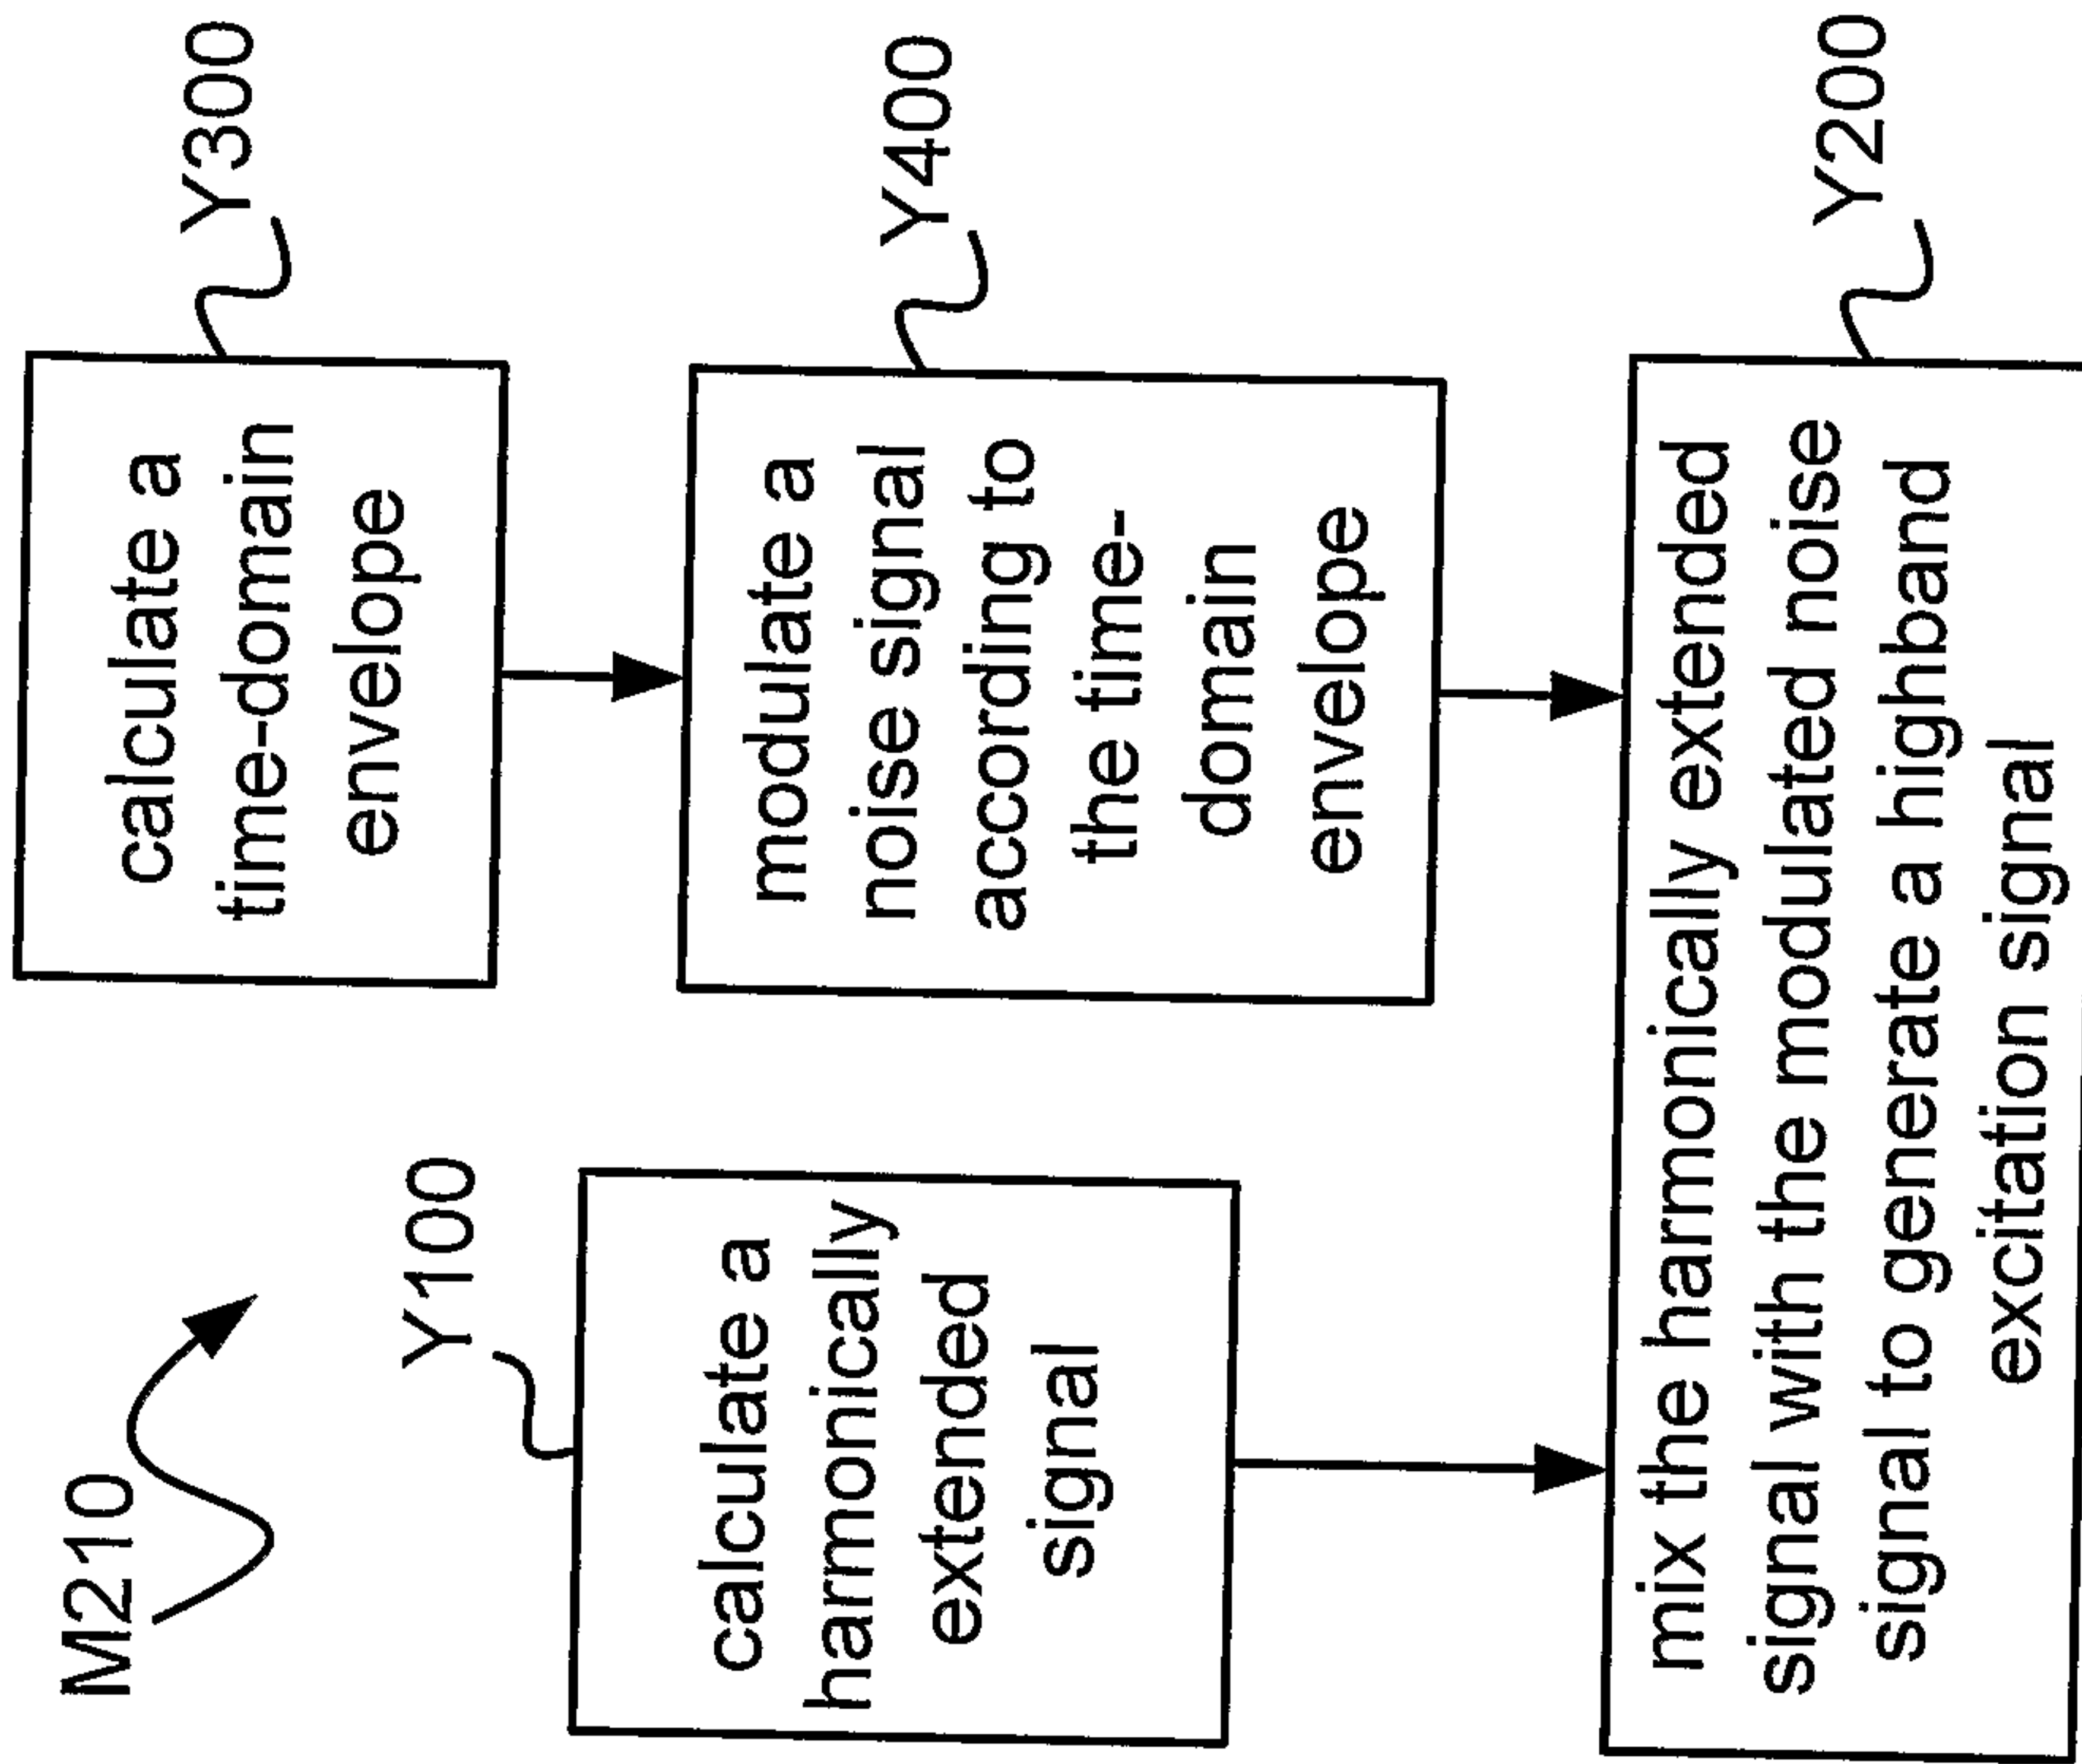 M210
Y100
calculate a
harmonically
extended
signal
calculate a
time-domain
envelope
Y300
modulate a
noise signal
according to
the time-
domain
envelope
Y400
mix the harmonically extended
signal with the modulated noise
signal to generate a highband
excitation signal
Y200